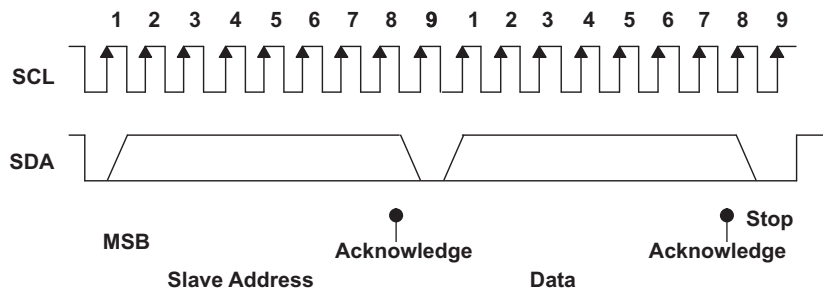 1 2 3 4 5 6 7 8 9 1 2 3 4 5 6 7 8 9
SCL
SDA
Stop
MSB
Acknowledge Acknowledge
Slave Address Data